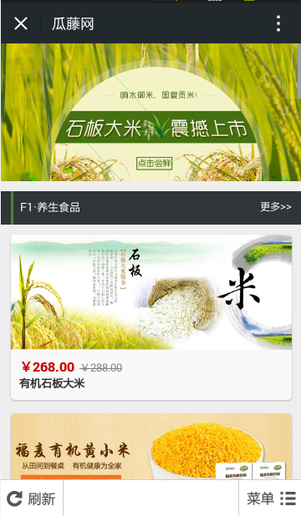 瓜藤网
响水御米，国宴贡米！
石板大米 震撼上市
点击尝鲜
F1·养生食品
更多>>
石板
米
￥268.00 ￥288.00
有机石板大米
福麦有机黄小米
从田间到餐桌 有机健康为全家
刷新
菜单